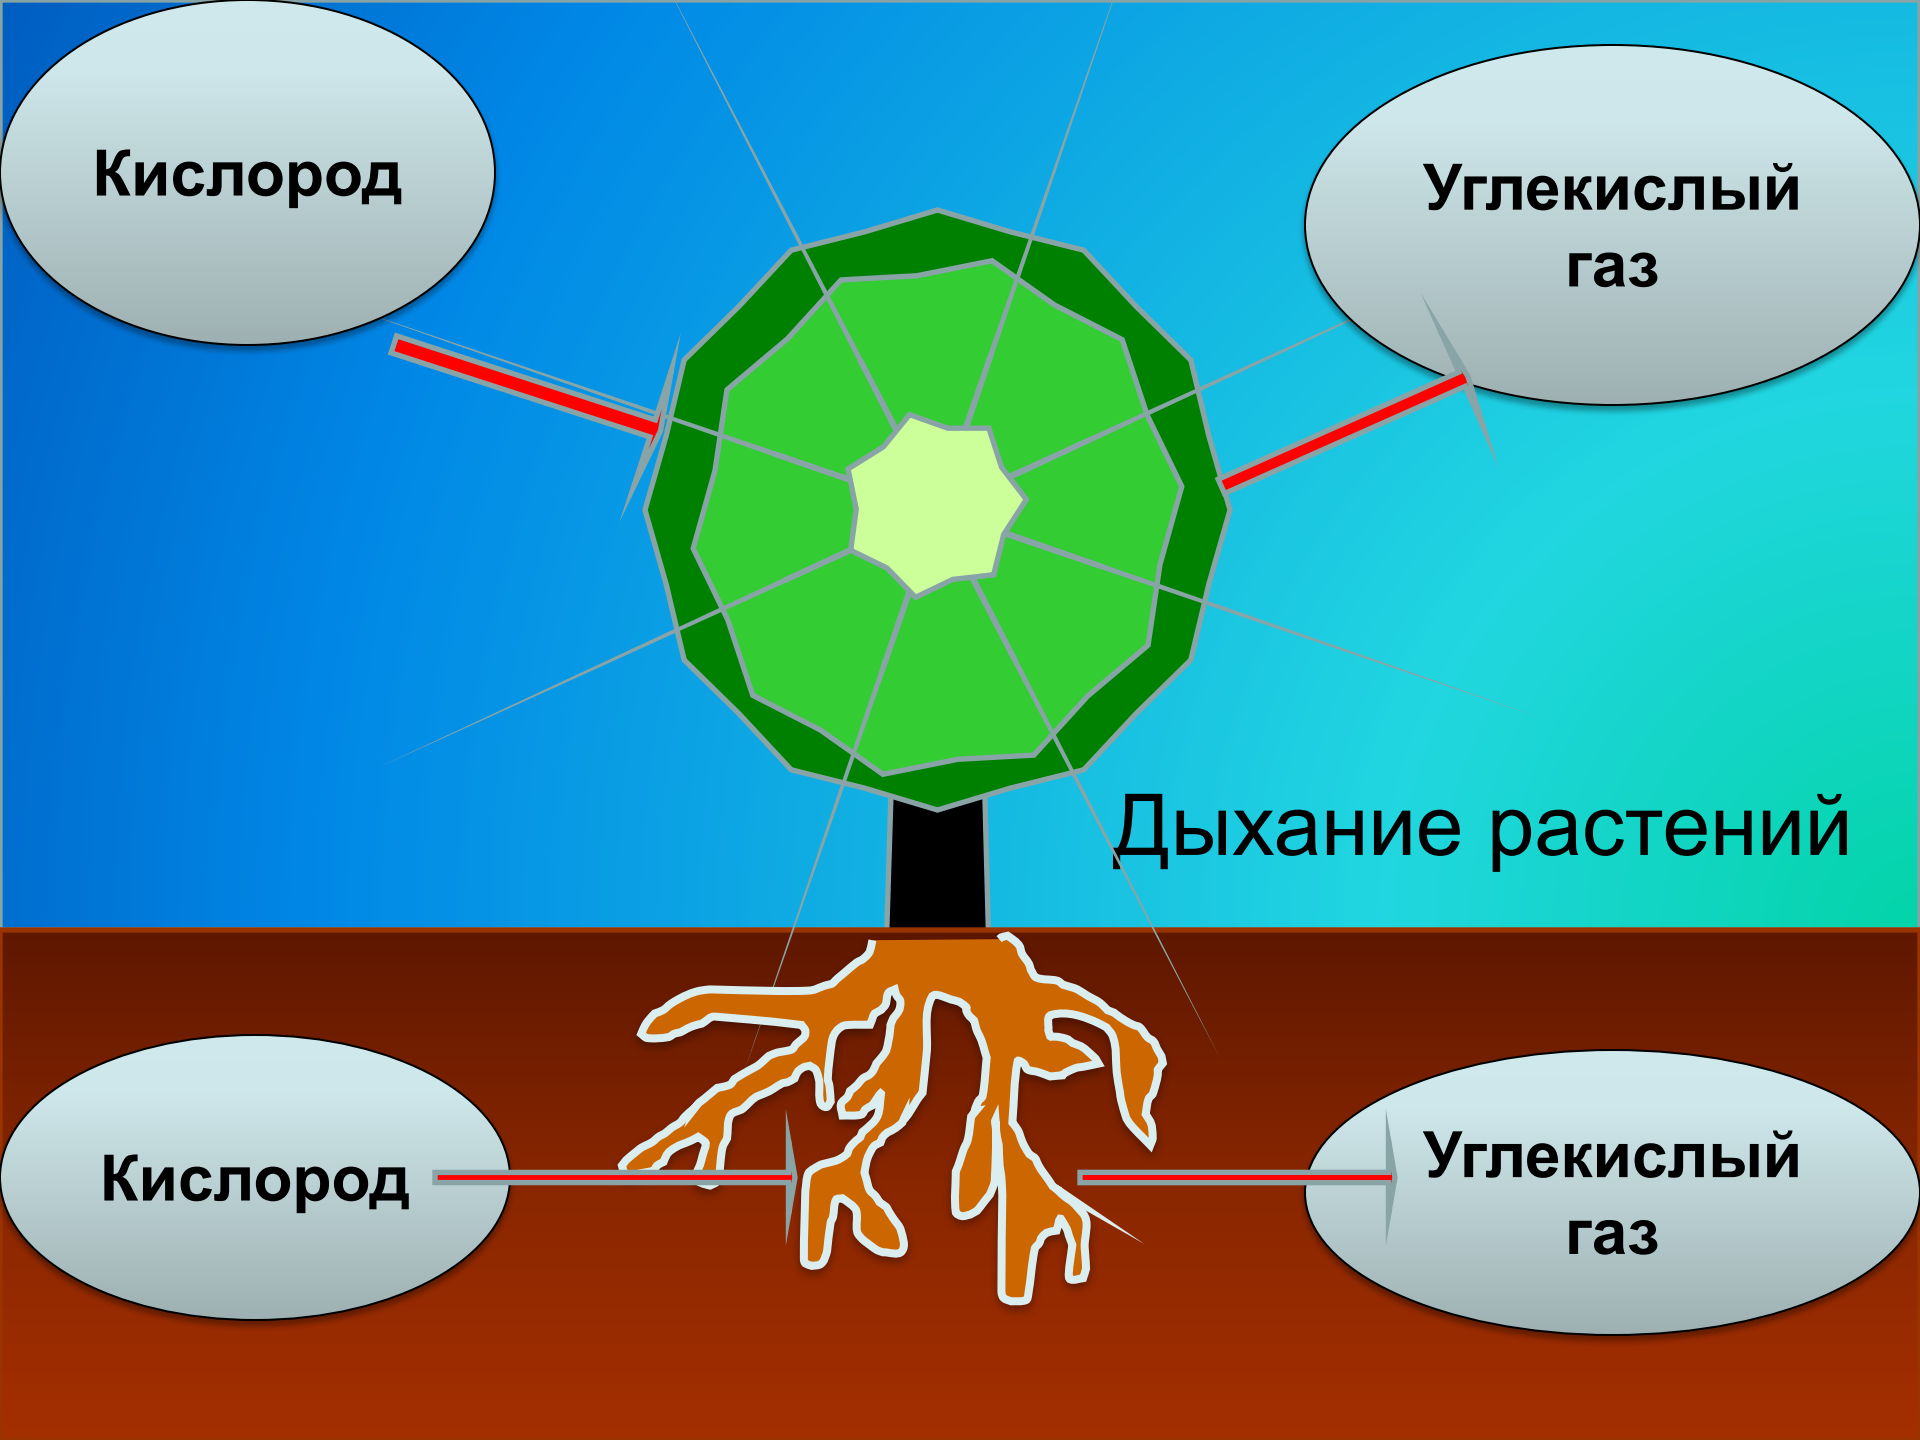 Кислород
Углекислый
газ
Дыхание растений
Кислород
Углекислый
газ